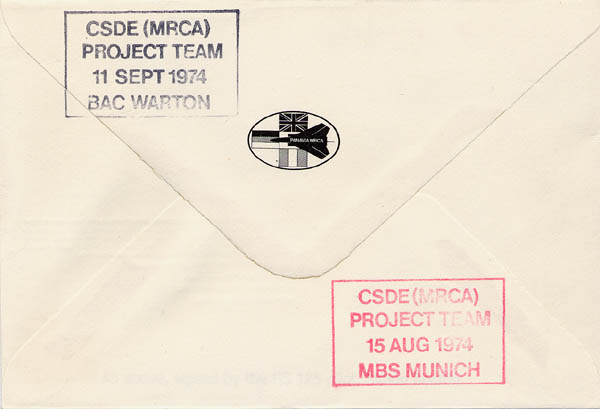 CSDE (MRCA)
PROJECT TEAM
11 SEPT 1974
BAC WARTON
PANAVIA MRCA
CSDE (MRCA)
PROJECT TEAM
15 AUG 1974
MBS MUNICH